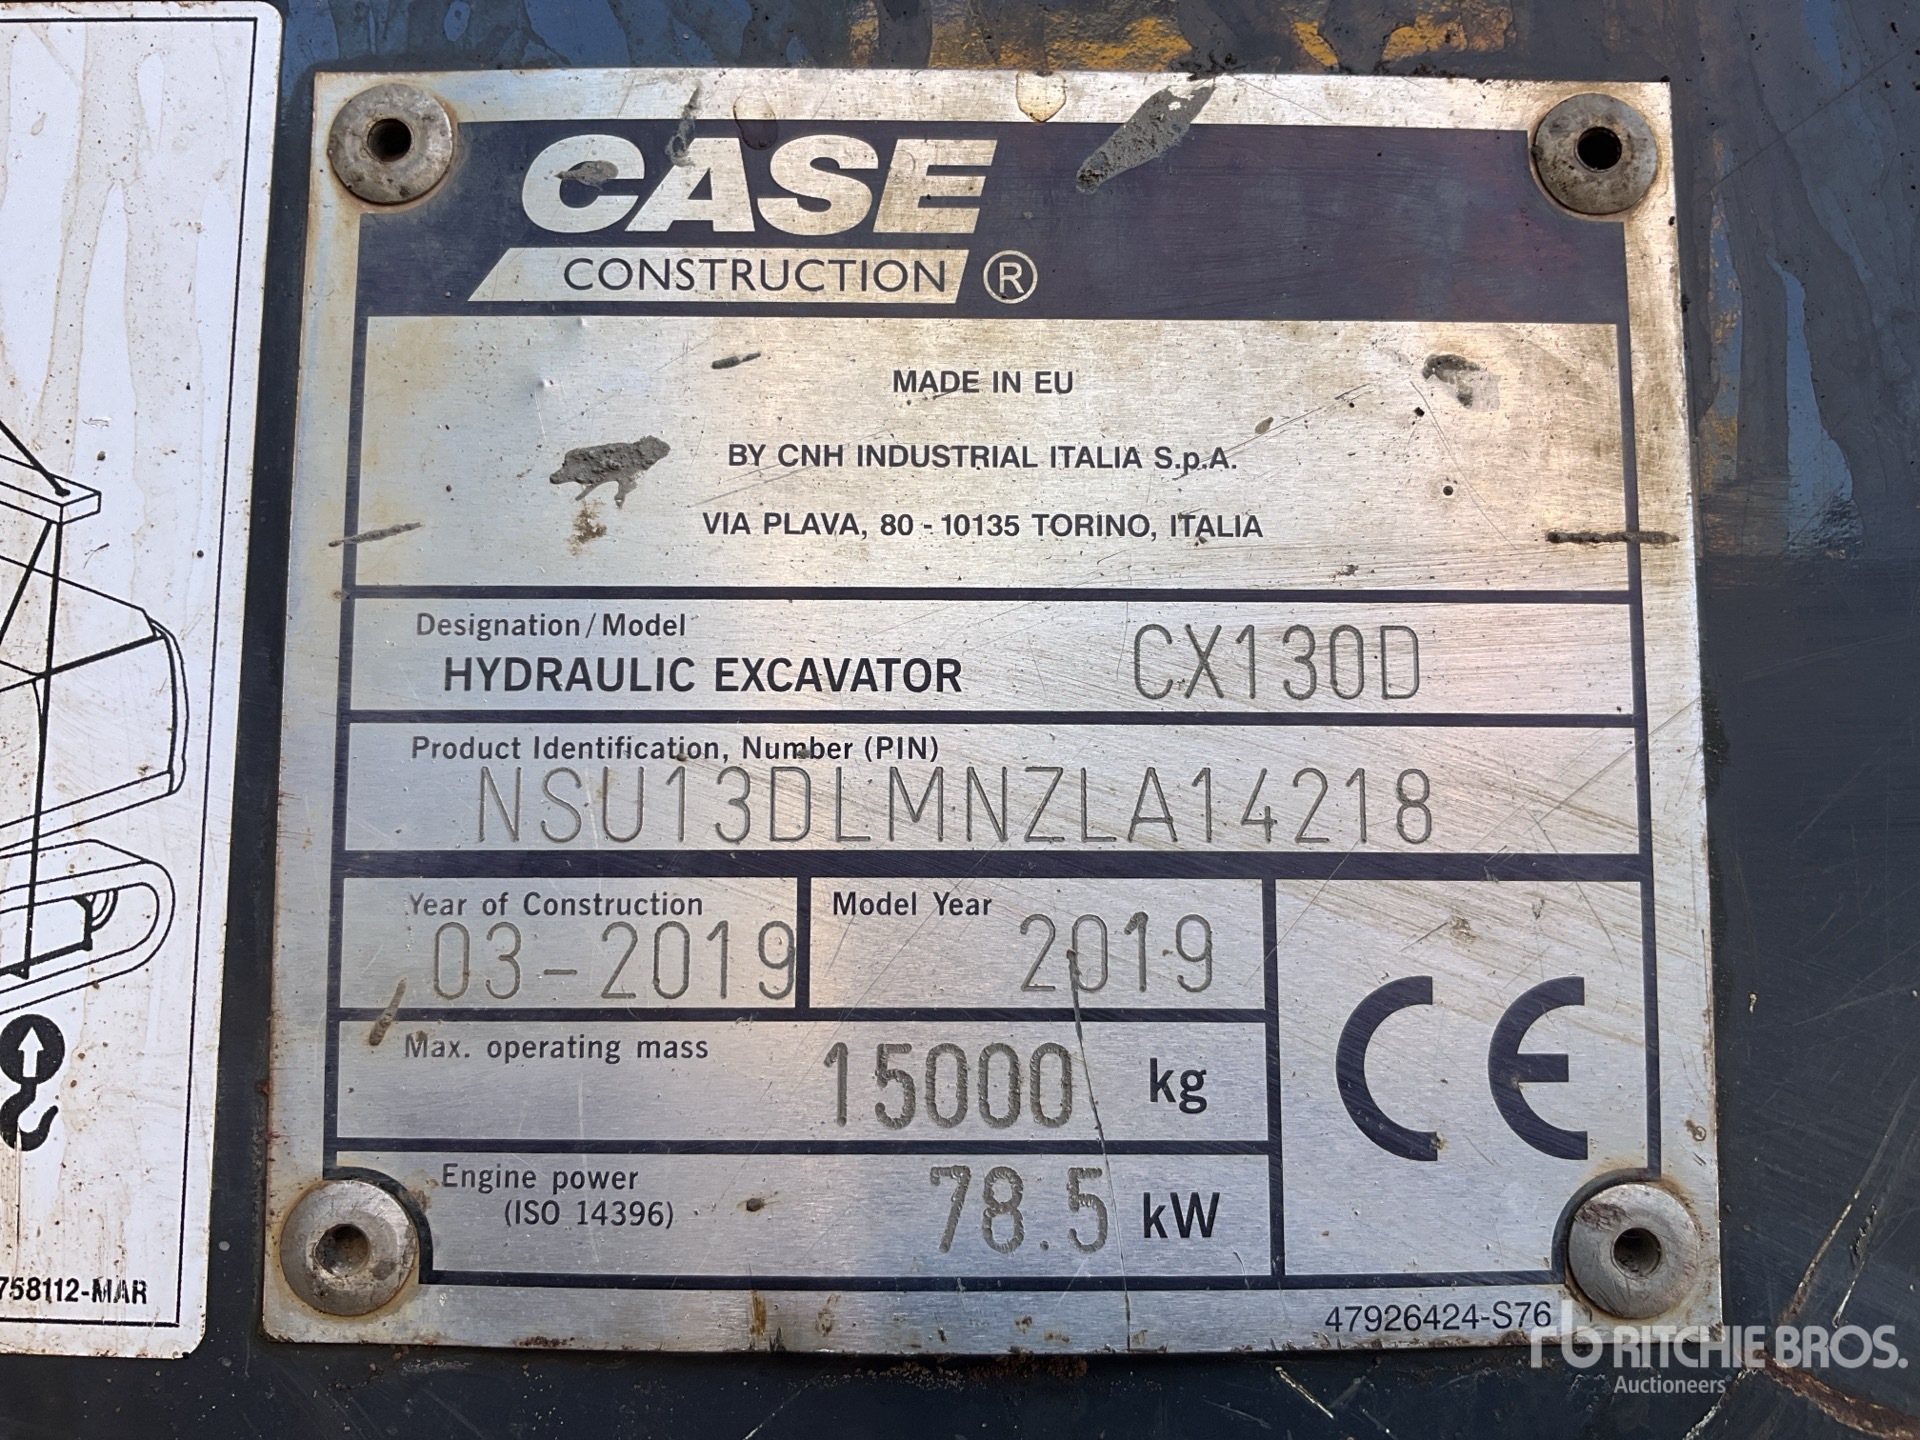 CASE
CONSTRUCTION ®
MADE IN EU
BY CNH INDUSTRIAL ITALIA S.p.A.
VIA PLAVA, 80 - 10135 TORINO, ITALIA
Designation/Model
HYDRAULIC EXCAVATOR CX130D
Product Identification, Number (PIN)
NSU13DLMNZLA14218
Year of Construction
03-2019
Model Year
2019
Max. operating mass 15000 kg
Engine power
(ISO 14396)
78.5 kW
CE
47926424-S76
758112-MAR
rb RITCHIE BROS.
Auctioneers